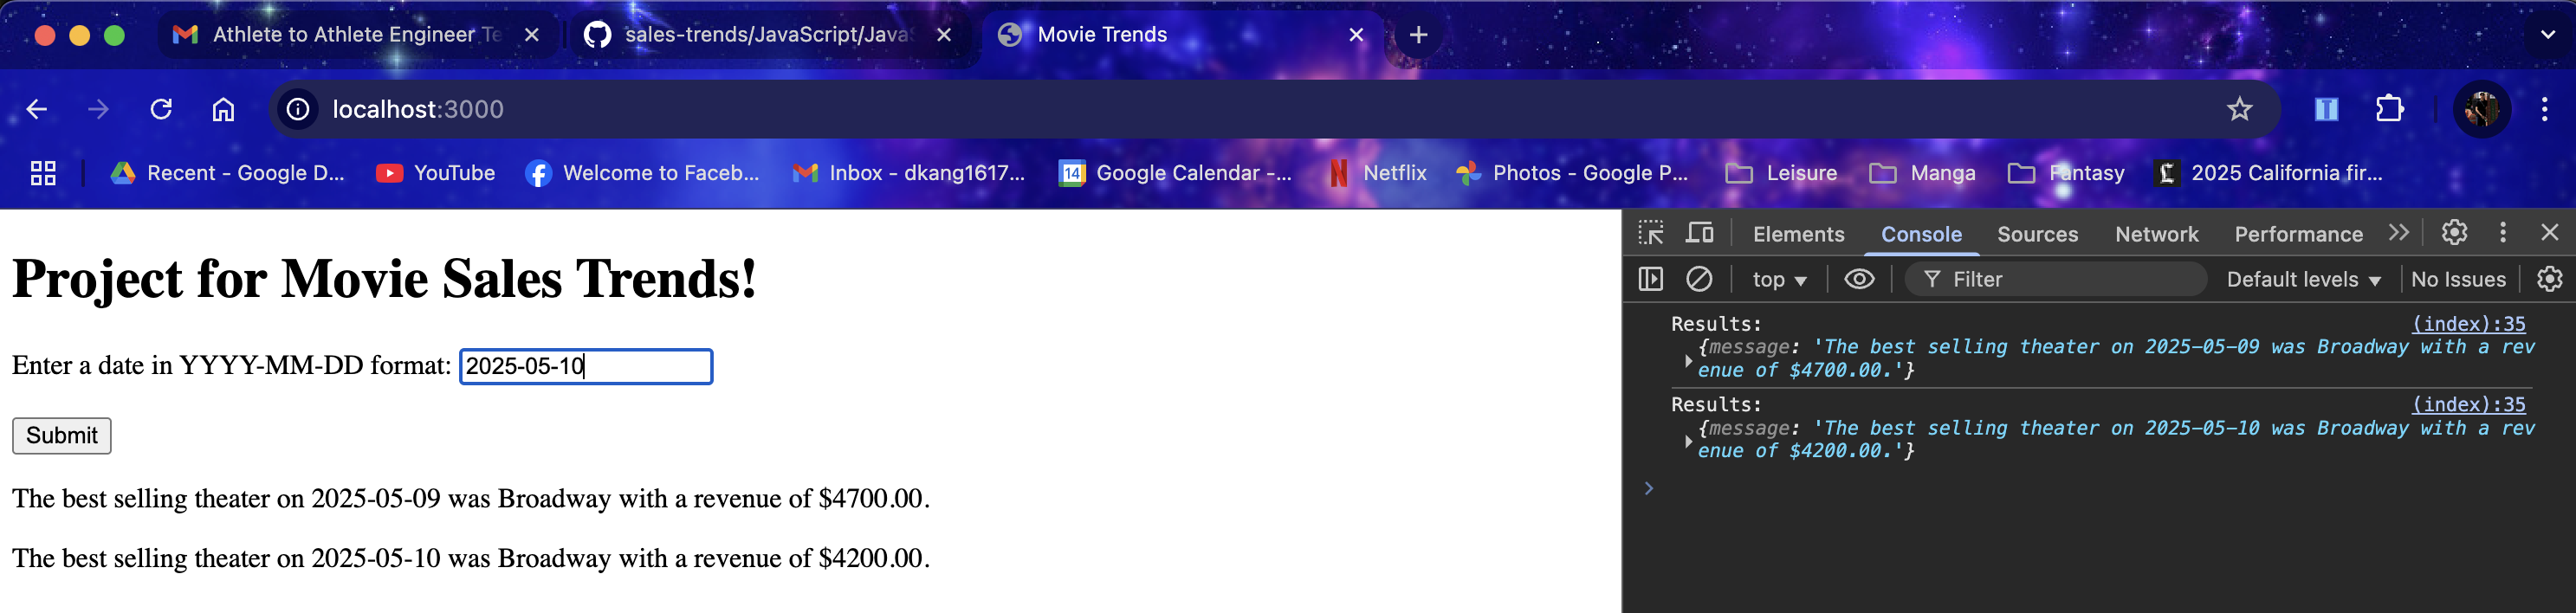 Athlete to Athlete Engineer Te
sales-trends/JavaScript/Java
Movie Trends
localhost:3000
Recent - Google D...
YouTube
Welcome to Faceb...
Inbox - dkang1617...
14
Google Calendar -...
Netflix
Photos - Google P...
Leisure
Manga
Fantasy
2025 California fir...
Project for Movie Sales Trends!
Enter a date in YYYY-MM-DD format: 2025-05-10
Submit
The best selling theater on 2025-05-09 was Broadway with a revenue of $4700.00.
The best selling theater on 2025-05-10 was Broadway with a revenue of $4200.00.
Elements Console Sources Network Performance
top Filter Default levels No Issues
Results: (index):35
{message: 'The best selling theater on 2025-05-09 was Broadway with a rev
enue of $4700.00.'}
Results: (index):35
{message: 'The best selling theater on 2025-05-10 was Broadway with a rev
enue of $4200.00.'}